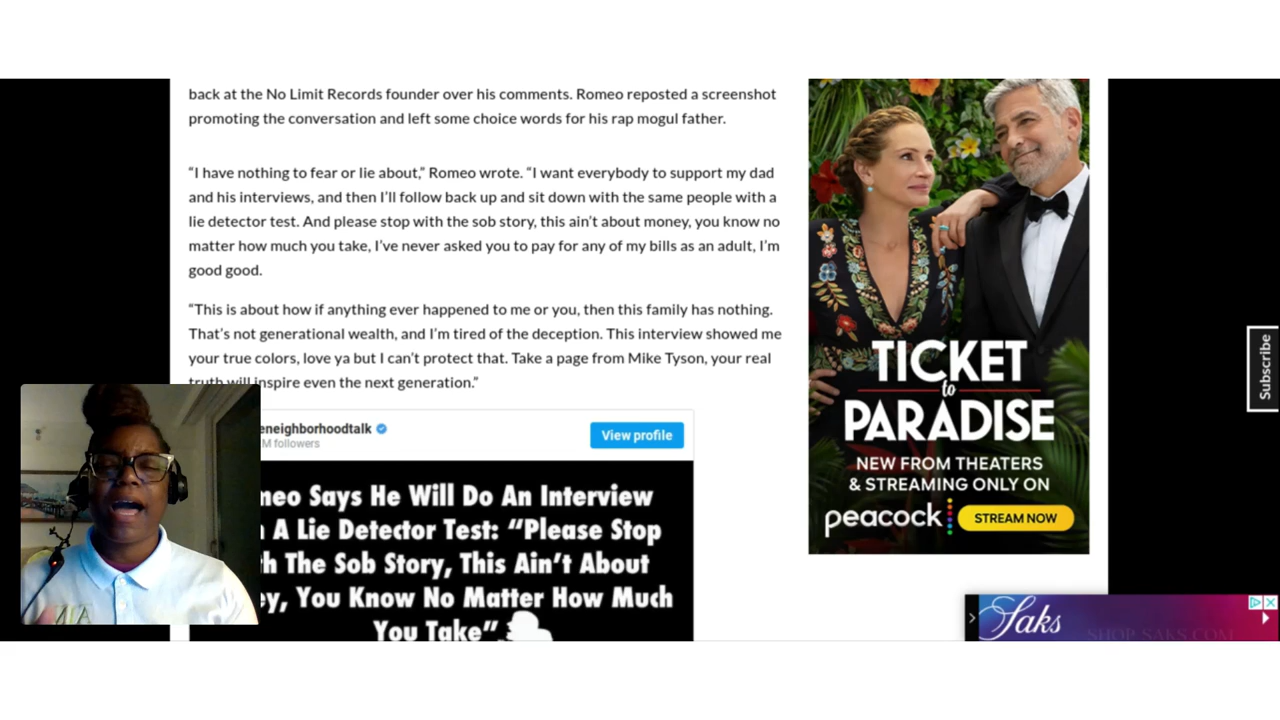 back at the No Limit Records founder over his comments. Romeo reposted a screenshot
promoting the conversation and left some choice words for his rap mogul father.
“I have nothing to fear or lie about,” Romeo wrote. “I want everybody to support my dad
and his interviews, and then I’ll follow back up and sit down with the same people with a
lie detector test. And please stop with the sob story, this ain’t about money, you know no
matter how much you take, I’ve never asked you to pay for any of my bills as an adult, I’m
good good.
“This is about how if anything ever happened to me or you, then this family has nothing.
That’s not generational wealth, and I’m tired of the deception. This interview showed me
your true colors, love ya but I can’t protect that. Take a page from Mike Tyson, your real
truth will inspire even the next generation.”
eneighborhoodtalk
M followers
View profile
neo Says He Will Do An Interview
A Lie Detector Test: “Please Stop
h The Sob Story, This Ain’t About
ey, You Know No Matter How Much
You Take”
TICKET
to
PARADISE
NEW FROM THEATERS
& STREAMING ONLY ON
peacock
STREAM NOW
Subscribe
Saks
SHOP SAKS.COM